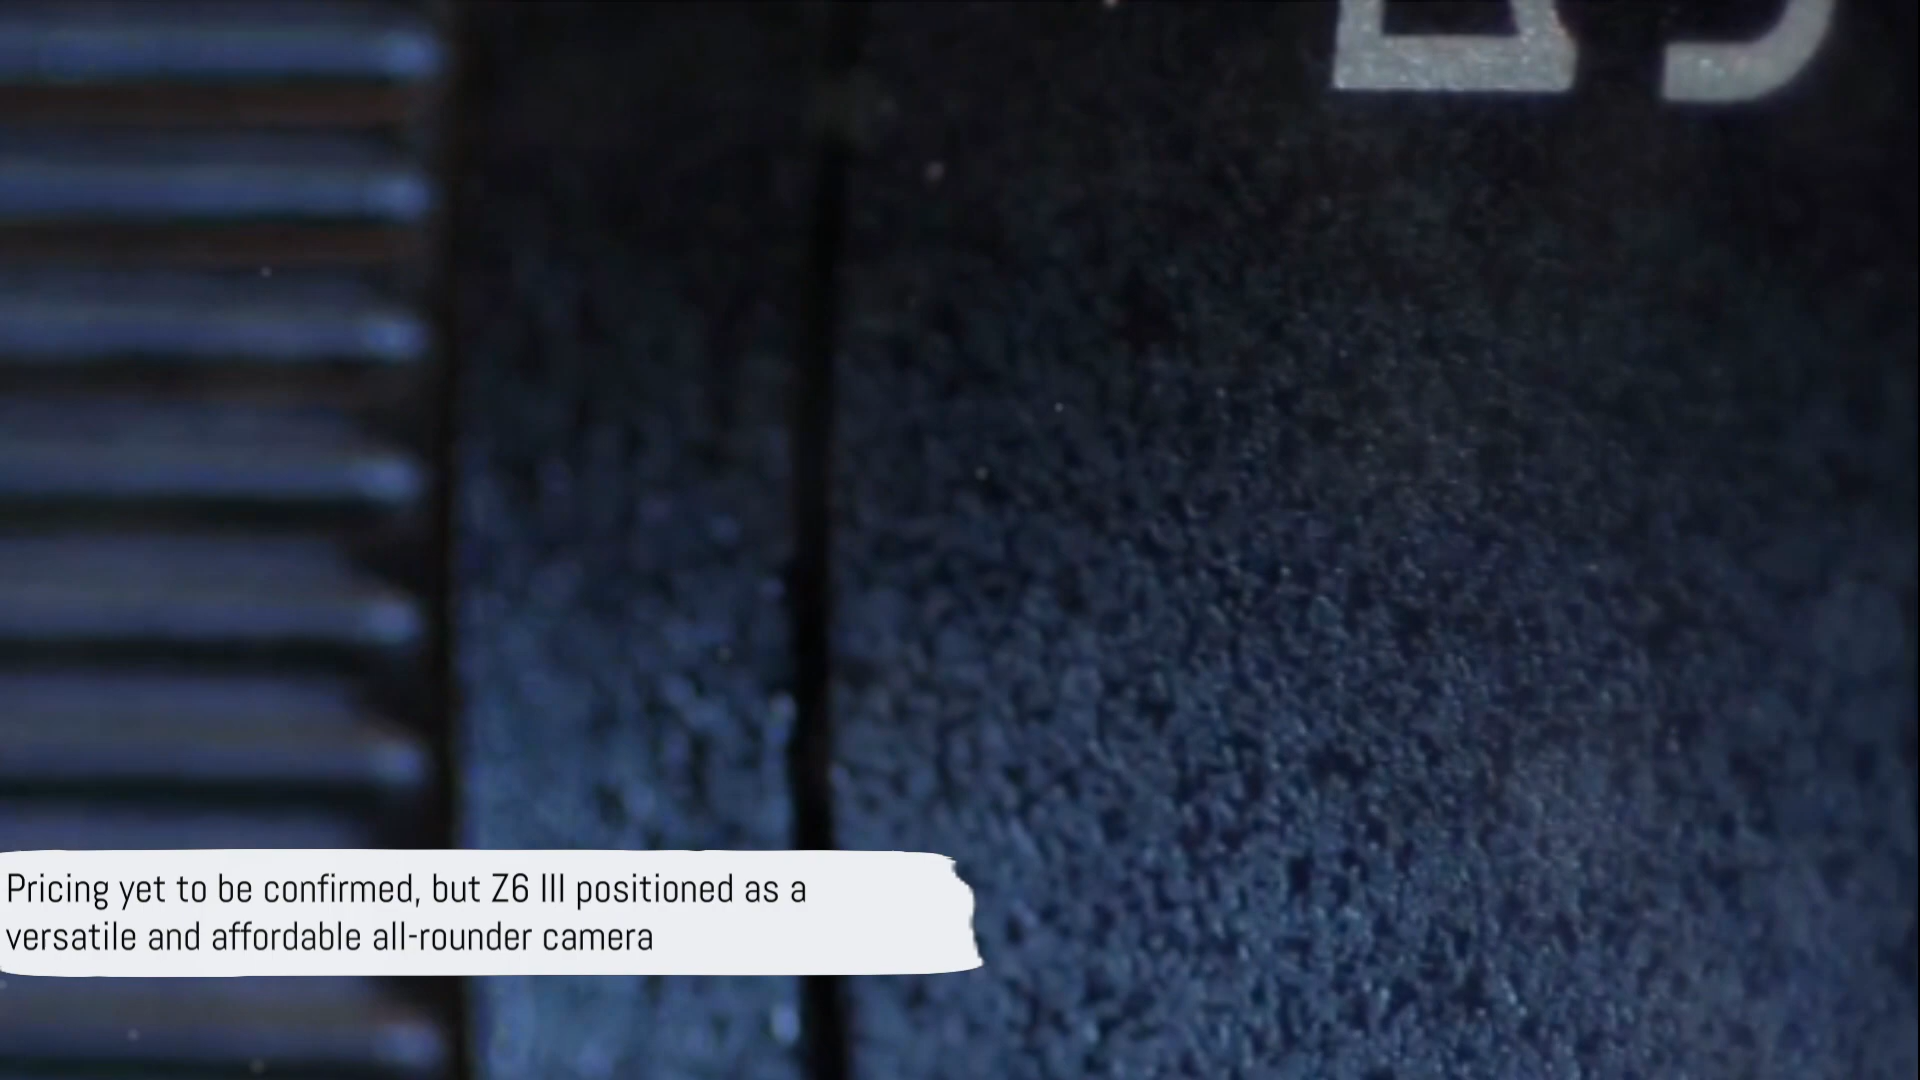 Pricing yet to be confirmed, but Z6 III positioned as a
versatile and affordable all-rounder camera